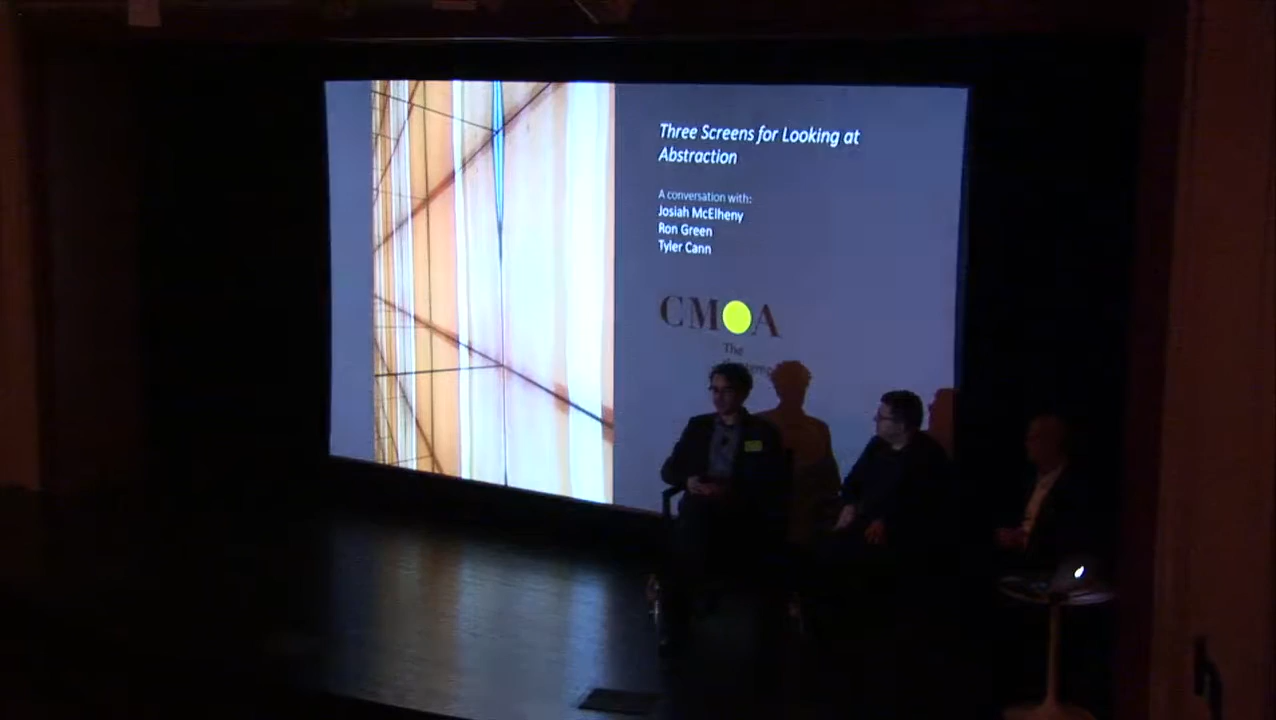 Three Screens for Looking at
Abstraction
A conversation with:
Josiah McElheny
Ron Green
Tyler Cann
CMOA
The